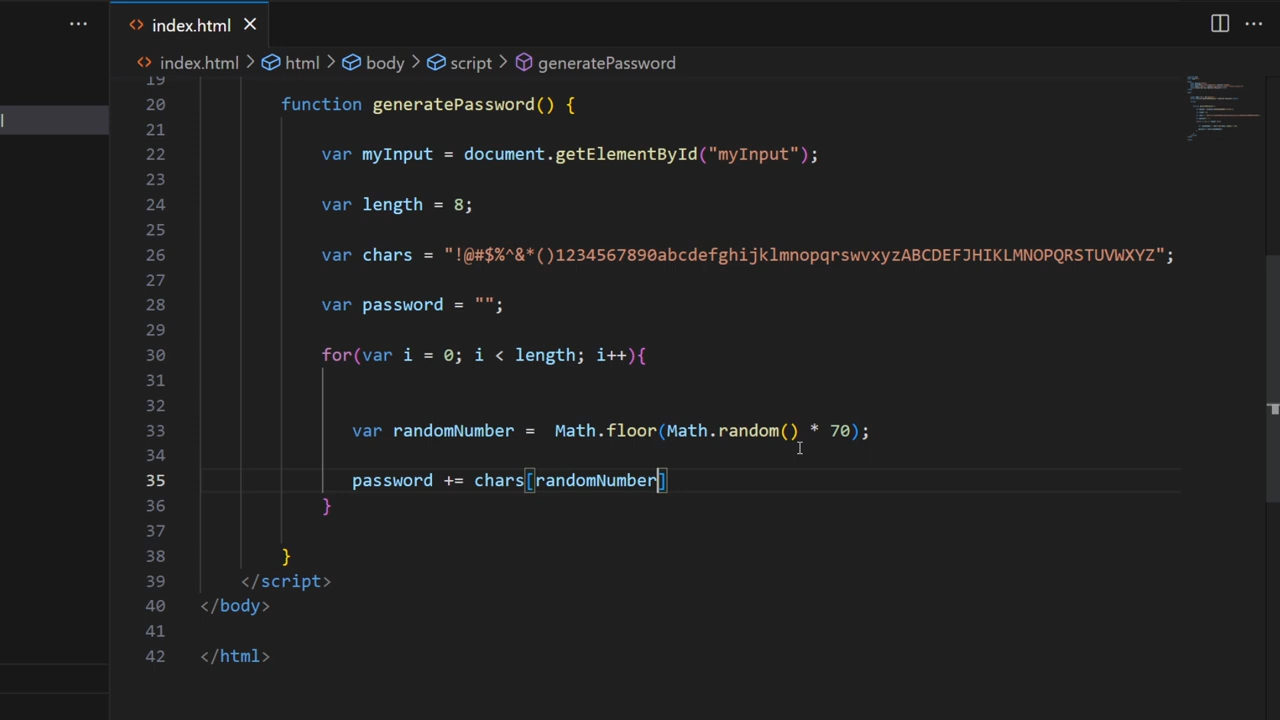 index.html
index.html > html > body > script > generatePassword
19
20 function generatePassword() {
21
22 var myInput = document.getElementById("myInput");
23
24 var length = 8;
25
26 var chars = "!@#$%^&*()1234567890abcdefghijklmnopqrswvxyzABCDEFJHIKLMNOPQRSTUVWXYZ";
27
28 var password = "";
29
30 for(var i = 0; i < length; i++){
31
32
33 var randomNumber =  Math.floor(Math.random() * 70);
34
35 password += chars[randomNumber]
36 }
37
38 }
39 </script>
40 </body>
41
42 </html>